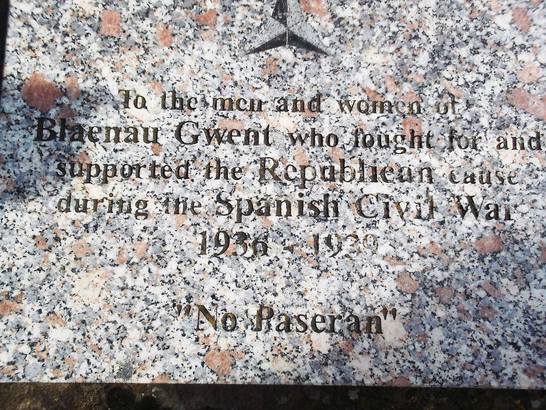 To the men and women of
Blaenau Gwent who fought for and
supported the Republican cause
during the Spanish Civil War
1936 - 1939
"No Paseran"